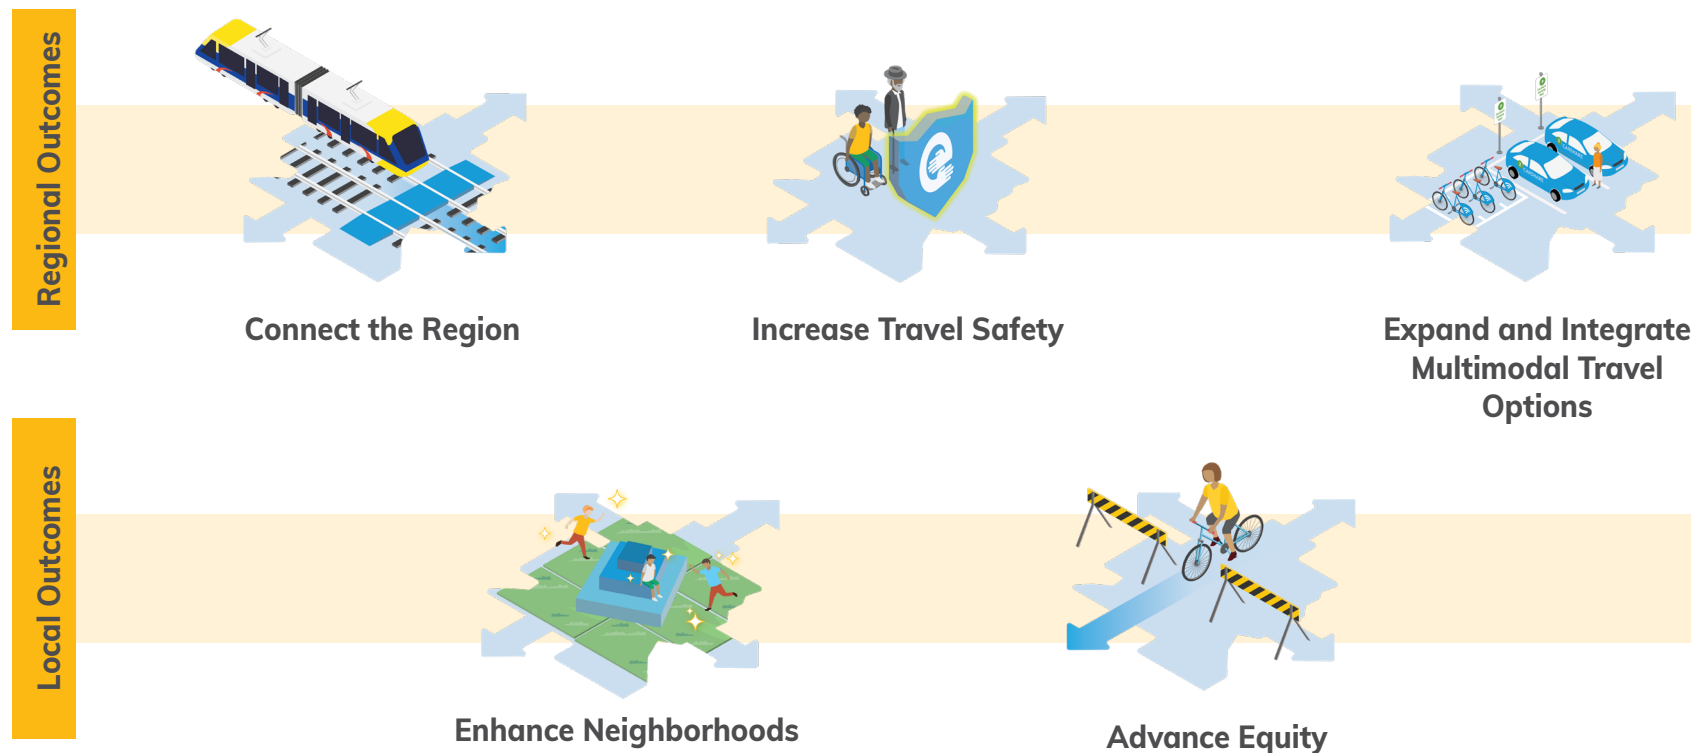 Regional Outcomes
Connect the Region
Increase Travel Safety
Expand and Integrate
Multimodal Travel
Options
Local Outcomes
Enhance Neighborhoods
Advance Equity